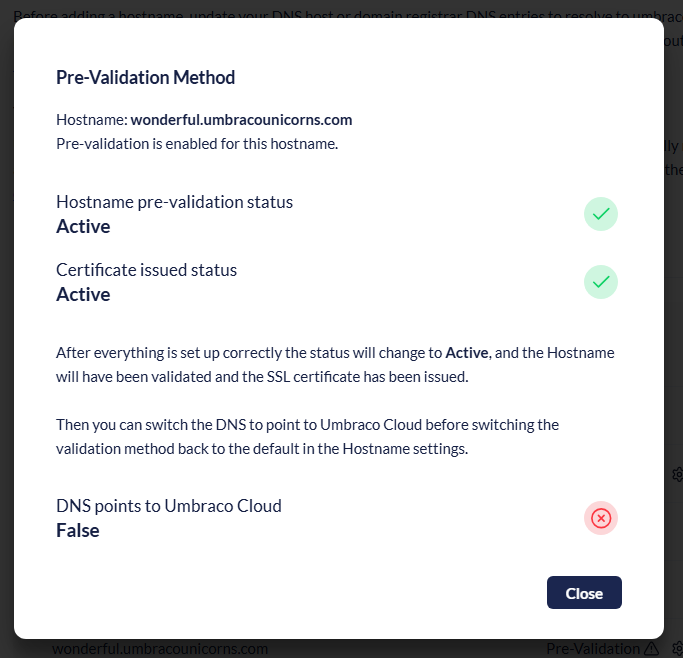 Before adding a hostname, update your DNS host or domain registrar DNS entries to resolve to umbrac
out
Pre-Validation Method
Hostname: wonderful.umbracounicorns.com
Pre-validation is enabled for this hostname.
lly
the
Hostname pre-validation status
Active
Certificate issued status
Active
After everything is set up correctly the status will change to Active, and the Hostname
will have been validated and the SSL certificate has been issued.
Then you can switch the DNS to point to Umbraco Cloud before switching the
validation method back to the default in the Hostname settings.
DNS points to Umbraco Cloud
False
Close
wonderful.umbracounicorns.com Pre-Validation